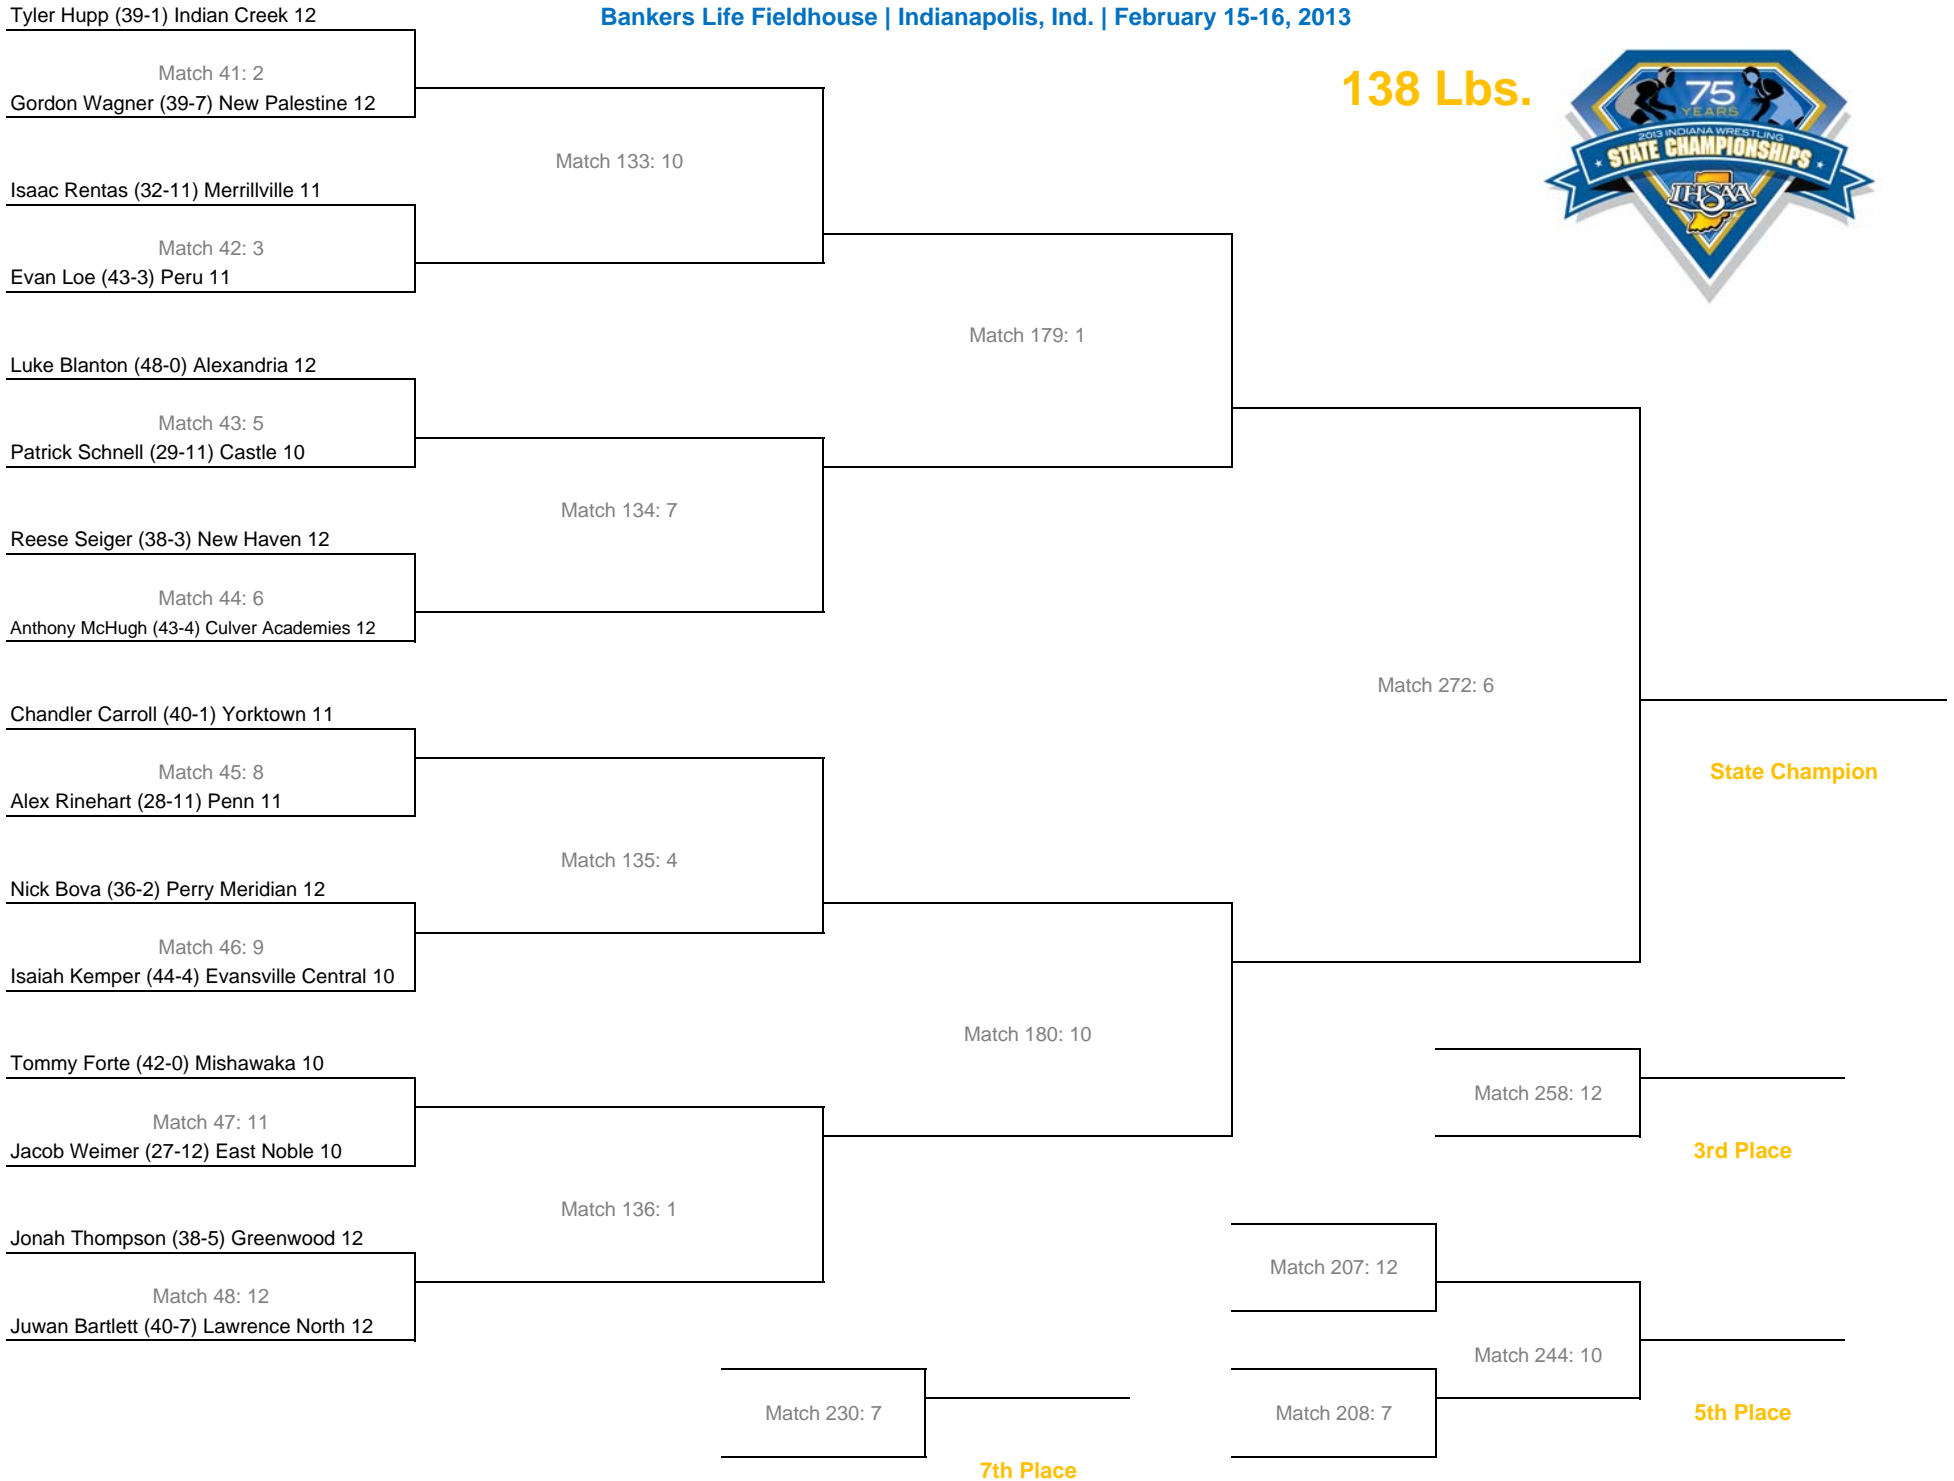 Tyler Hupp (39-1) Indian Creek 12
Bankers Life Fieldhouse | Indianapolis, Ind. | February 15-16, 2013
Match 41: 2
Gordon Wagner (39-7) New Palestine 12
138 Lbs.
75
YEARS
2013 INDIANA WRESTLING
STATE CHAMPIONSHIPS
IHSAA
Match 133: 10
Isaac Rentas (32-11) Merrillville 11
Match 42: 3
Evan Loe (43-3) Peru 11
Match 179: 1
Luke Blanton (48-0) Alexandria 12
Match 43: 5
Patrick Schnell (29-11) Castle 10
Match 134: 7
Reese Seiger (38-3) New Haven 12
Match 44: 6
Anthony McHugh (43-4) Culver Academies 12
Match 272: 6
Chandler Carroll (40-1) Yorktown 11
Match 45: 8
State Champion
Alex Rinehart (28-11) Penn 11
Match 135: 4
Nick Bova (36-2) Perry Meridian 12
Match 46: 9
Isaiah Kemper (44-4) Evansville Central 10
Match 180: 10
Tommy Forte (42-0) Mishawaka 10
Match 258: 12
Match 47: 11
Jacob Weimer (27-12) East Noble 10
3rd Place
Match 136: 1
Jonah Thompson (38-5) Greenwood 12
Match 207: 12
Match 48: 12
Juwan Bartlett (40-7) Lawrence North 12
Match 244: 10
Match 230: 7
Match 208: 7
5th Place
7th Place